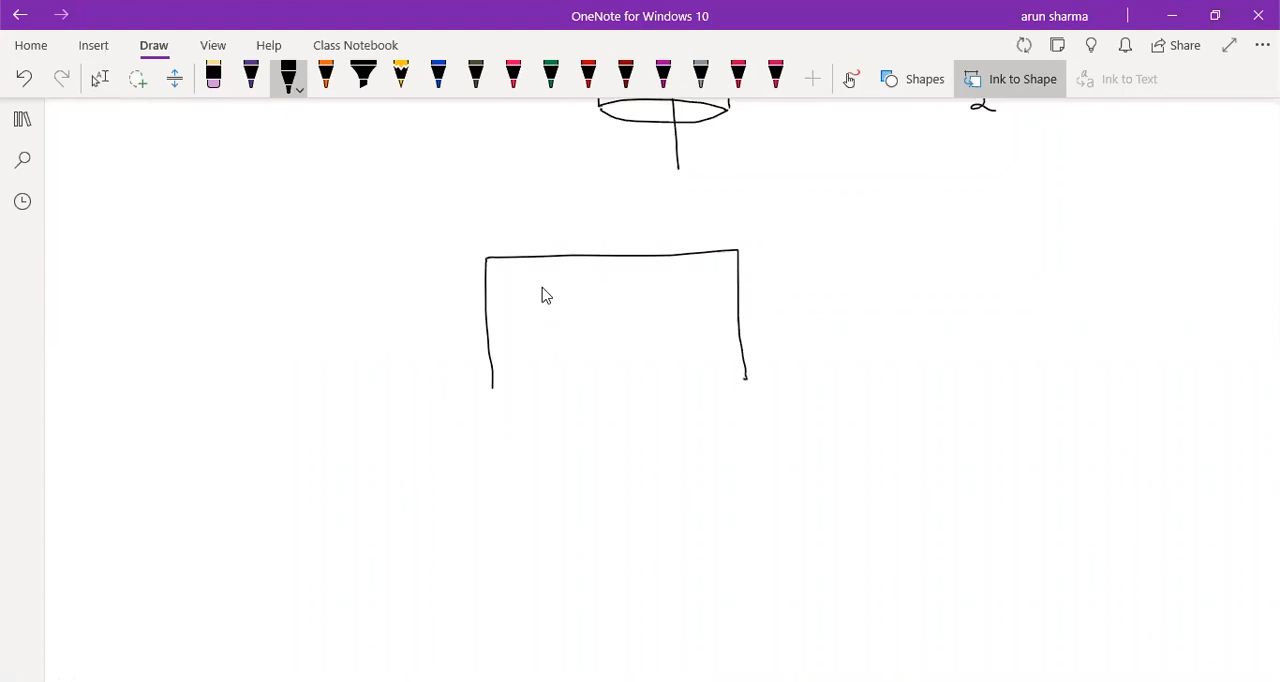 OneNote for Windows 10
arun sharma
Home Insert Draw View Help Class Notebook
Share
Shapes
Ink to Shape
Ink to Text
2